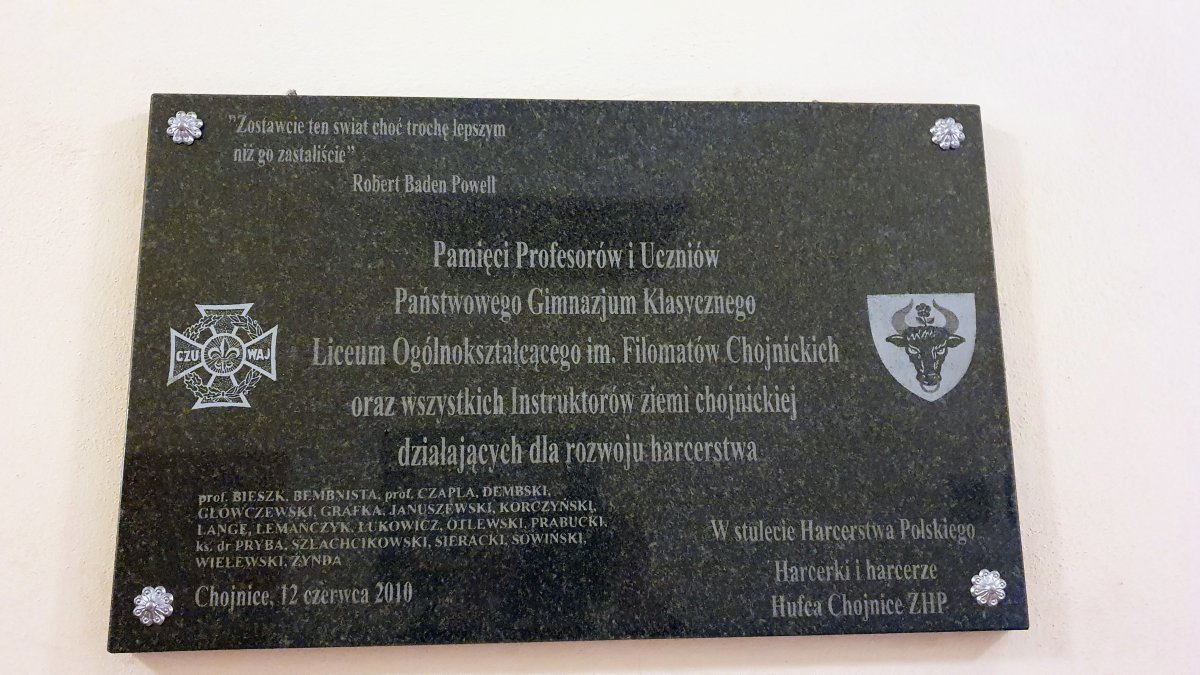 "Zostawcie ten swiat choć trochę lepszym
niż go zastaliście"
Robert Baden Powell
Pamięci Profesorów i Uczniów
Państwowego Gimnazjum Klasycznego
Liceum Ogólnokształcącego im. Filomatów Chojnickich
oraz wszystkich Instruktorów ziemi chojnickiej
działających dla rozwoju harcerstwa
CZU WAJ
prof. BIESZK, BEMBNISTA, prof. CZAPLA, DEMBSKI,
GŁÓWCZEWSKI, GRAFKA, JANUSZEWSKI, KORCZYŃSKI,
LANGE, LEMAŃCZYK, ŁUKOWICZ, OTLEWSKI, PRABUCKI,
ks. dr PRYBA, SZLACHCIKOWSKI, SIERACKI, SOWIŃSKI,
WIELEWSKI, ŻYNDA
Chojnice, 12 czerwca 2010
W stulecie Harcerstwa Polskiego
Harcerki i harcerze
Hufca Chojnice ZHP